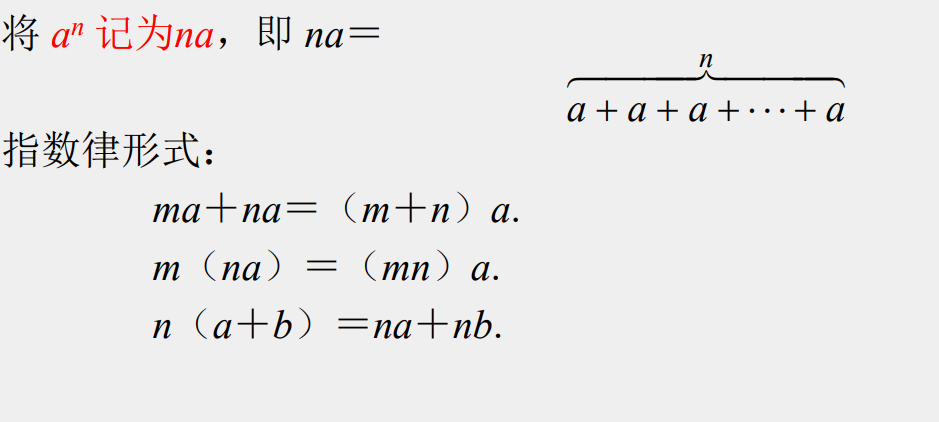 将 aⁿ 记为na，即 na＝
n
a + a + a + ⋯ + a
指数律形式：
ma＋na＝（m＋n）a.
m（na）＝（mn）a.
n（a＋b）＝na＋nb.